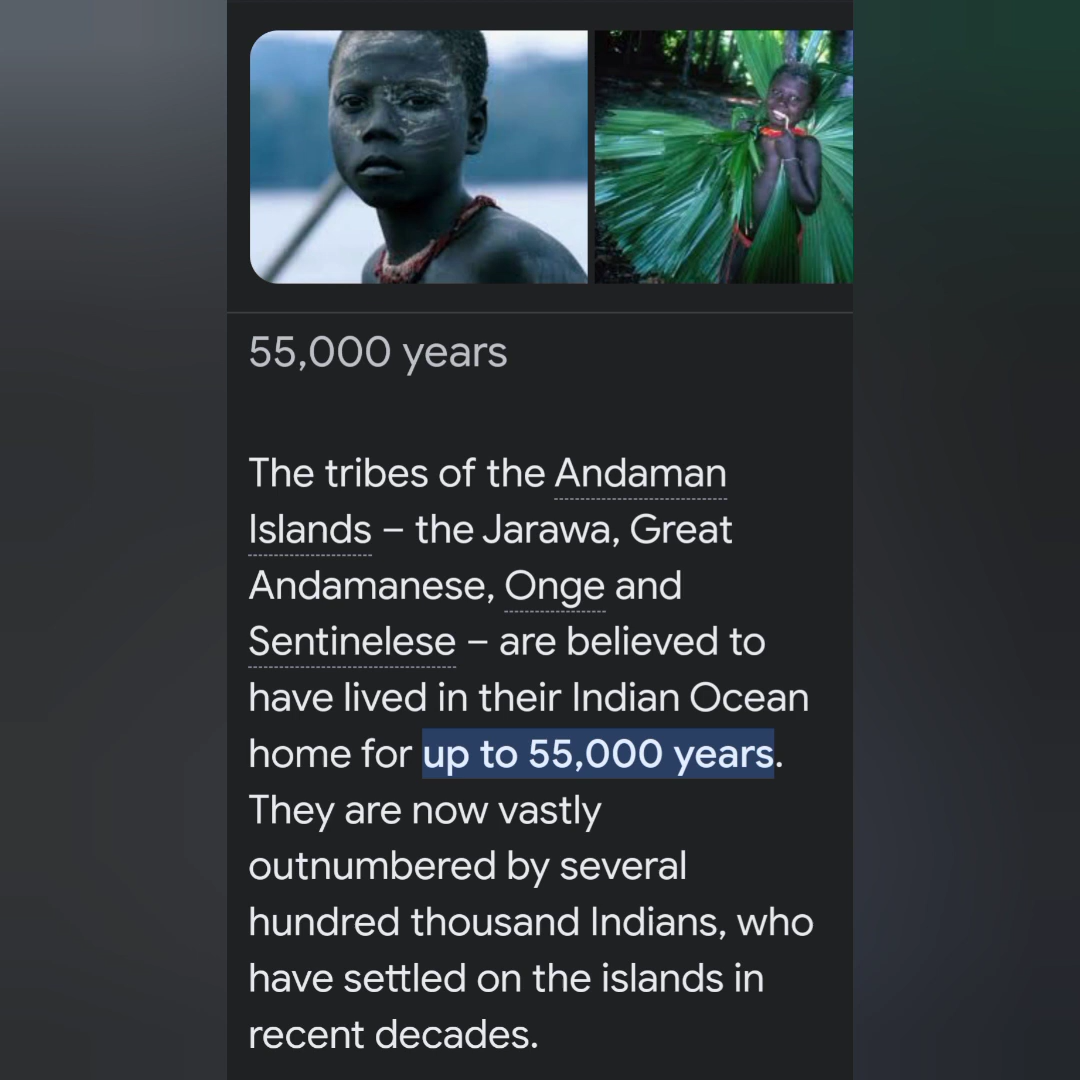 55,000 years
The tribes of the Andaman
Islands – the Jarawa, Great
Andamanese, Onge and
Sentinelese – are believed to
have lived in their Indian Ocean
home for up to 55,000 years.
They are now vastly
outnumbered by several
hundred thousand Indians, who
have settled on the islands in
recent decades.